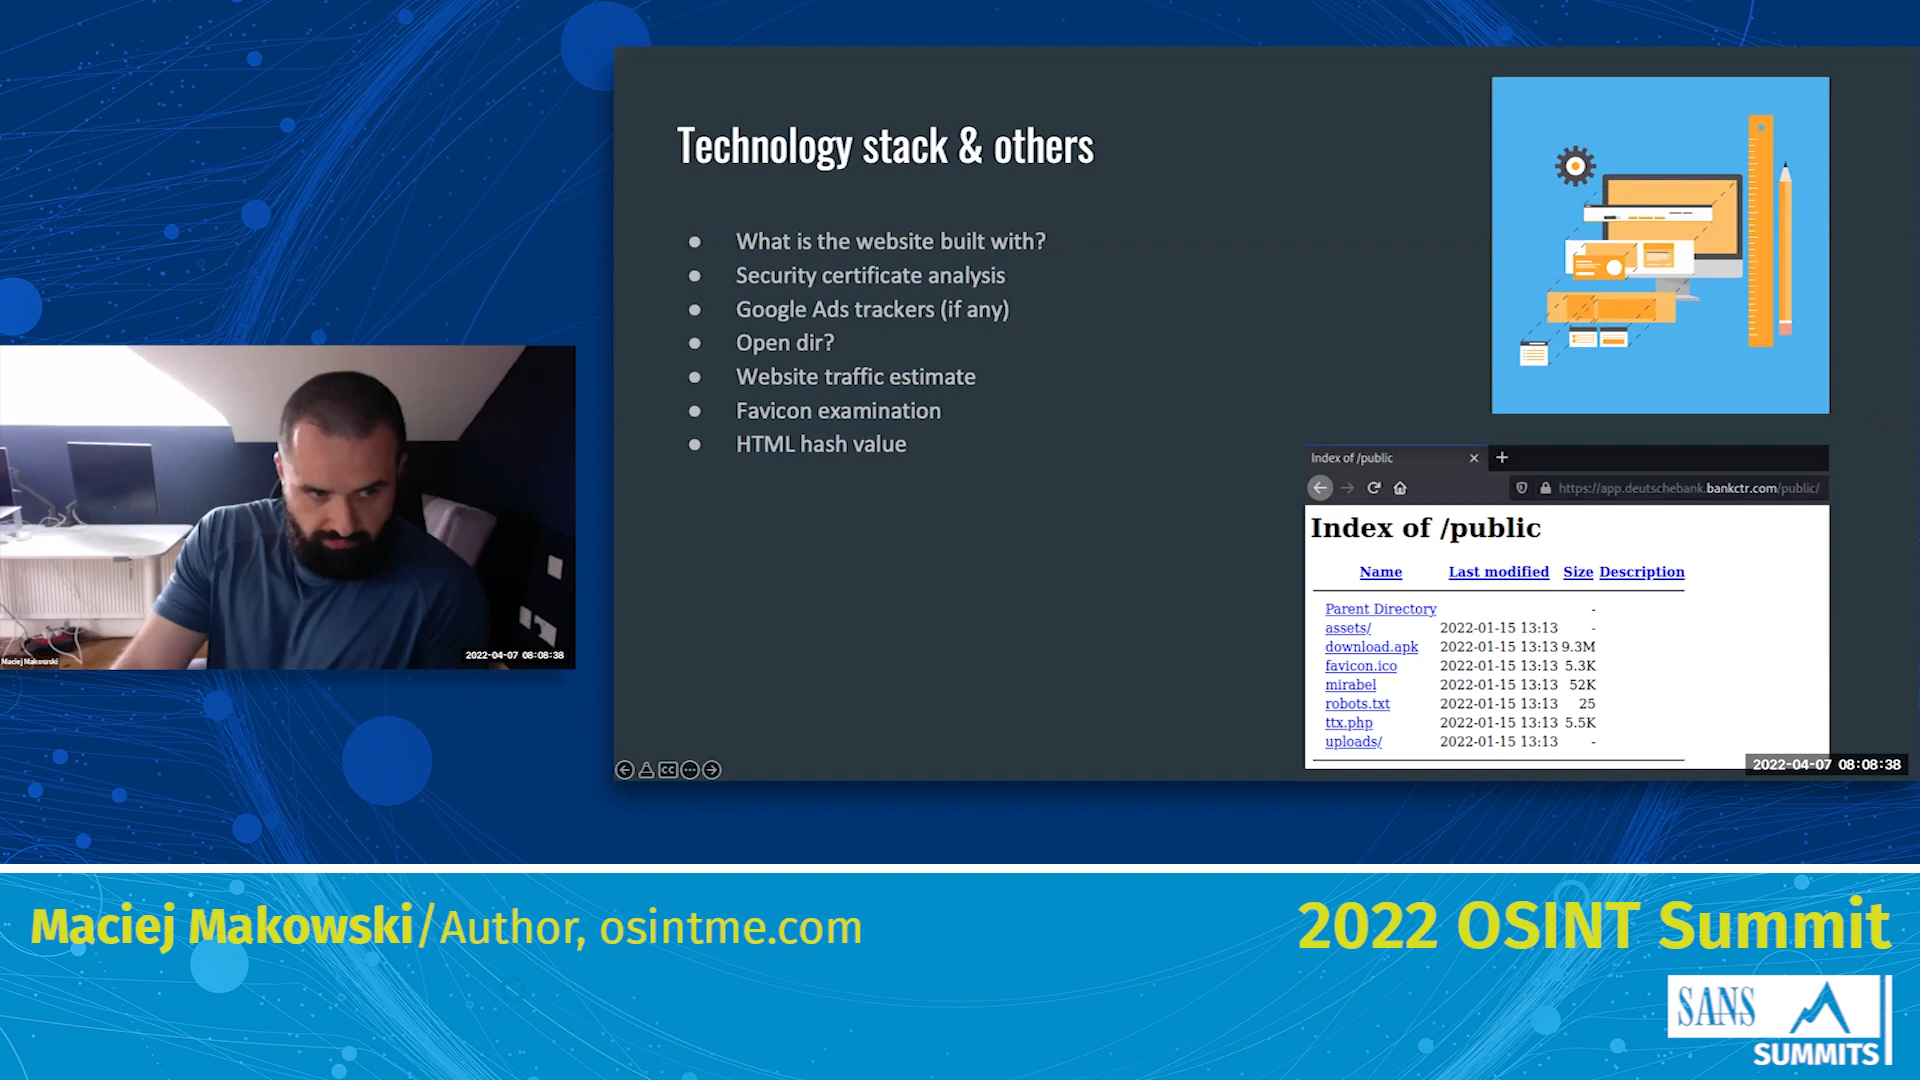 Technology stack & others
What is the website built with?
Security certificate analysis
Google Ads trackers (if any)
Open dir?
Website traffic estimate
Favicon examination
HTML hash value
Index of /public
https://app.deutschebank.bankctr.com/public/
Index of /public
Name Last modified Size Description
Parent Directory -
assets/ 2022-01-15 13:13 -
download.apk 2022-01-15 13:13 9.3M
favicon.ico 2022-01-15 13:13 5.3K
mirabel 2022-01-15 13:13 52K
robots.txt 2022-01-15 13:13 25
ttx.php 2022-01-15 13:13 5.5K
uploads/ 2022-01-15 13:13 -
2022-04-07 08:08:38
CC
Maciej Makowski
2022-04-07 08:08:38
Maciej Makowski/Author, osintme.com
2022 OSINT Summit
SANS
SUMMITS